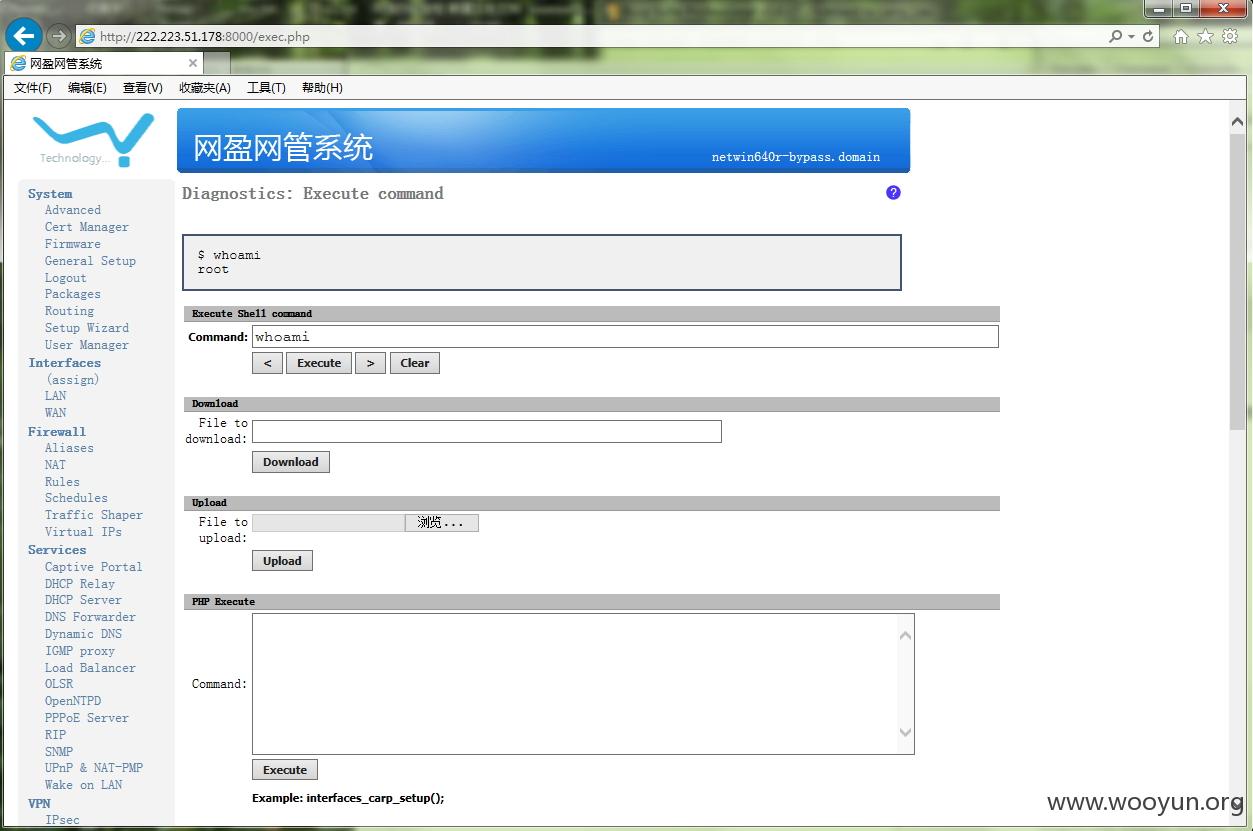 http://222.223.51.178:8000/exec.php
网盈网管系统
文件(F) 编辑(E) 查看(V) 收藏夹(A) 工具(T) 帮助(H)
Technology...
网盈网管系统
netwin640r-bypass.domain
System
Advanced
Cert Manager
Firmware
General Setup
Logout
Packages
Routing
Setup Wizard
User Manager
Interfaces
(assign)
LAN
WAN
Firewall
Aliases
NAT
Rules
Schedules
Traffic Shaper
Virtual IPs
Services
Captive Portal
DHCP Relay
DHCP Server
DNS Forwarder
Dynamic DNS
IGMP proxy
Load Balancer
OLSR
OpenNTPD
PPPoE Server
RIP
SNMP
UPnP & NAT-PMP
Wake on LAN
VPN
IPsec
Diagnostics: Execute command
?
$ whoami
root
Execute Shell command
Command: whoami
< Execute > Clear
Download
File to
download:
Download
Upload
File to 浏览...
upload:
Upload
PHP Execute
Command:
Execute
Example: interfaces_carp_setup();
www.wooyun.org